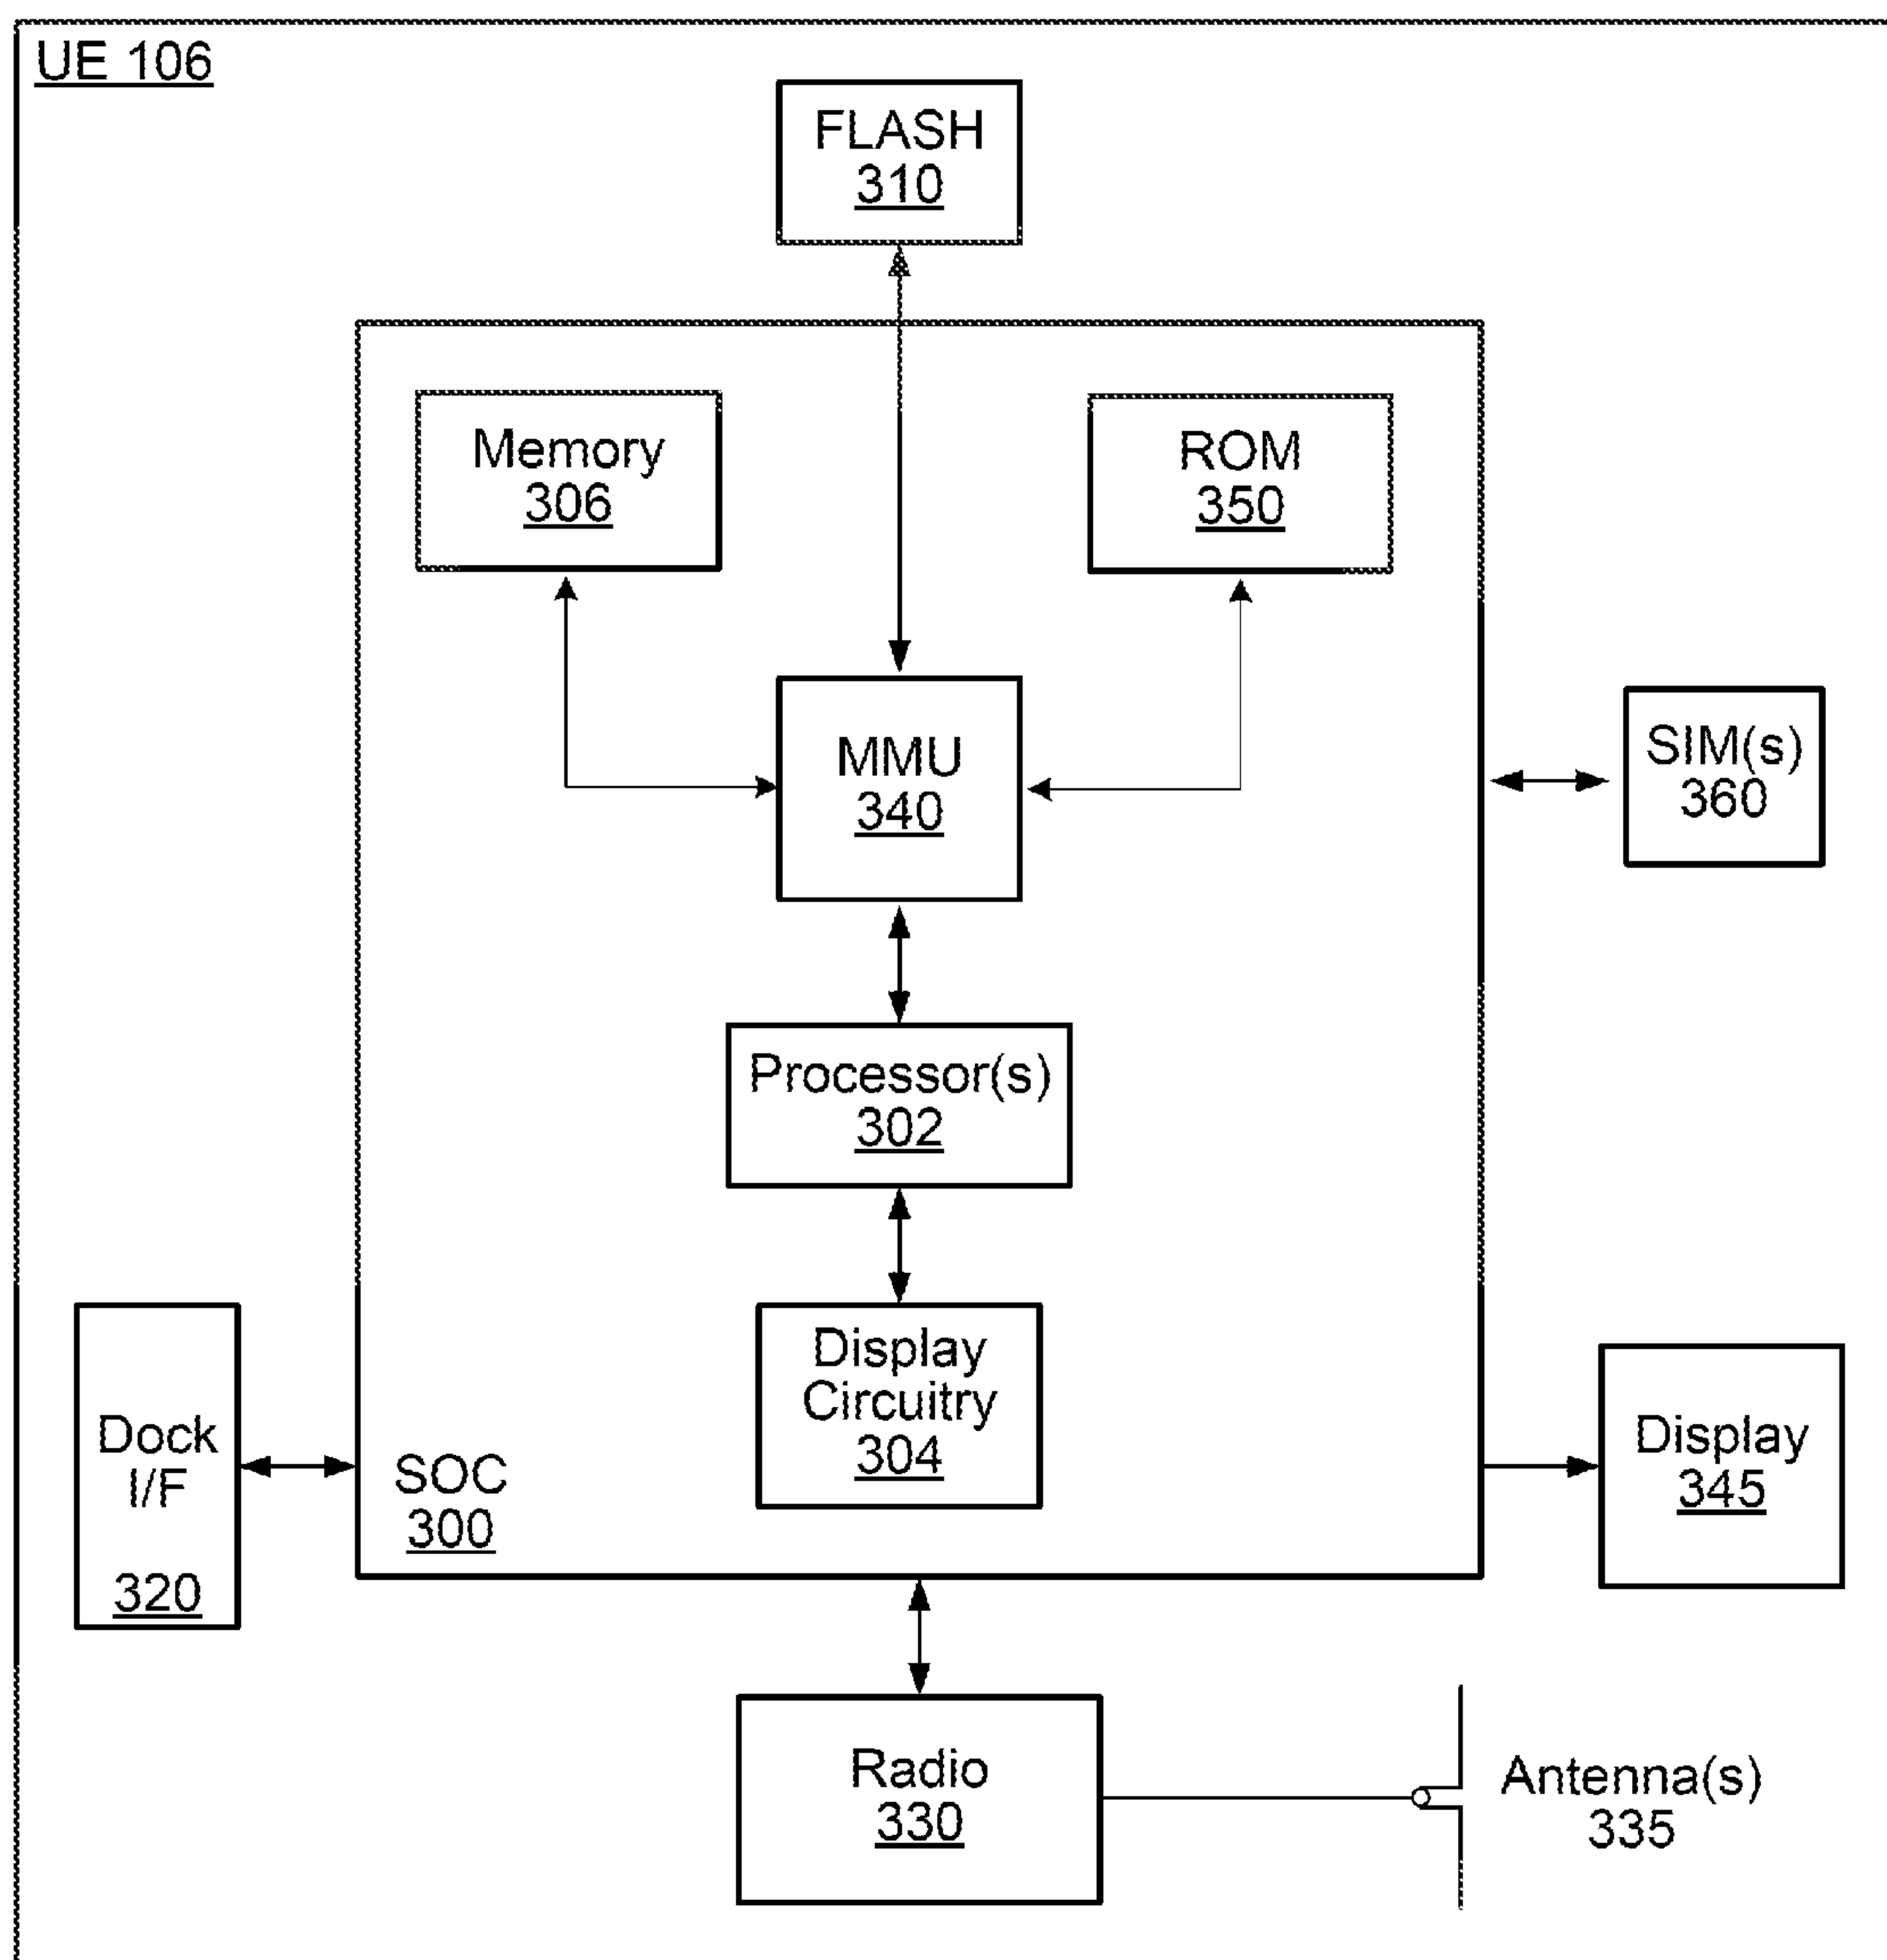 UE 106
FLASH
310
Memory
306
ROM
350
MMU
340
SIM(s)
360
Processor(s)
302
Display
Circuitry
304
Dock
I/F
320
SOC
300
Display
345
Radio
330
Antenna(s)
335